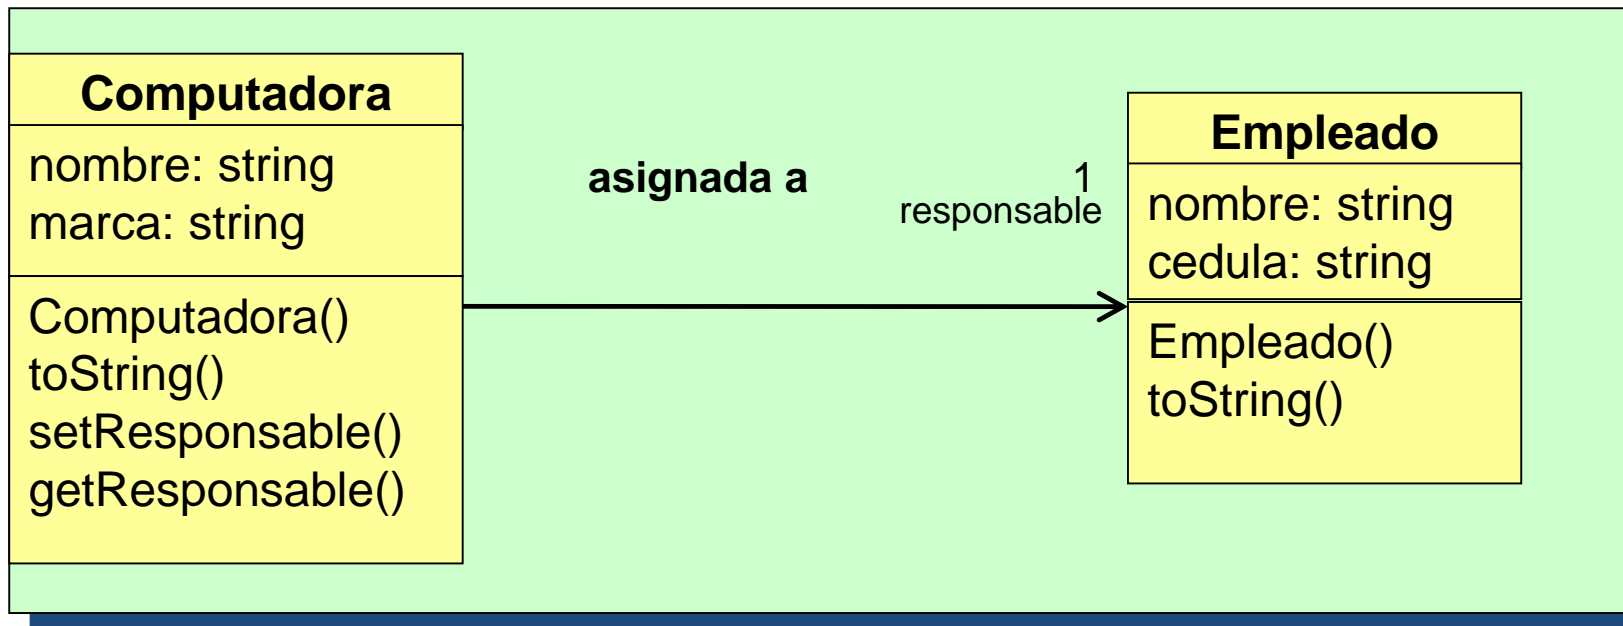 Computadora
nombre: string
marca: string
Computadora()
toString()
setResponsable()
getResponsable()
asignada a
1
responsable
Empleado
nombre: string
cedula: string
Empleado()
toString()